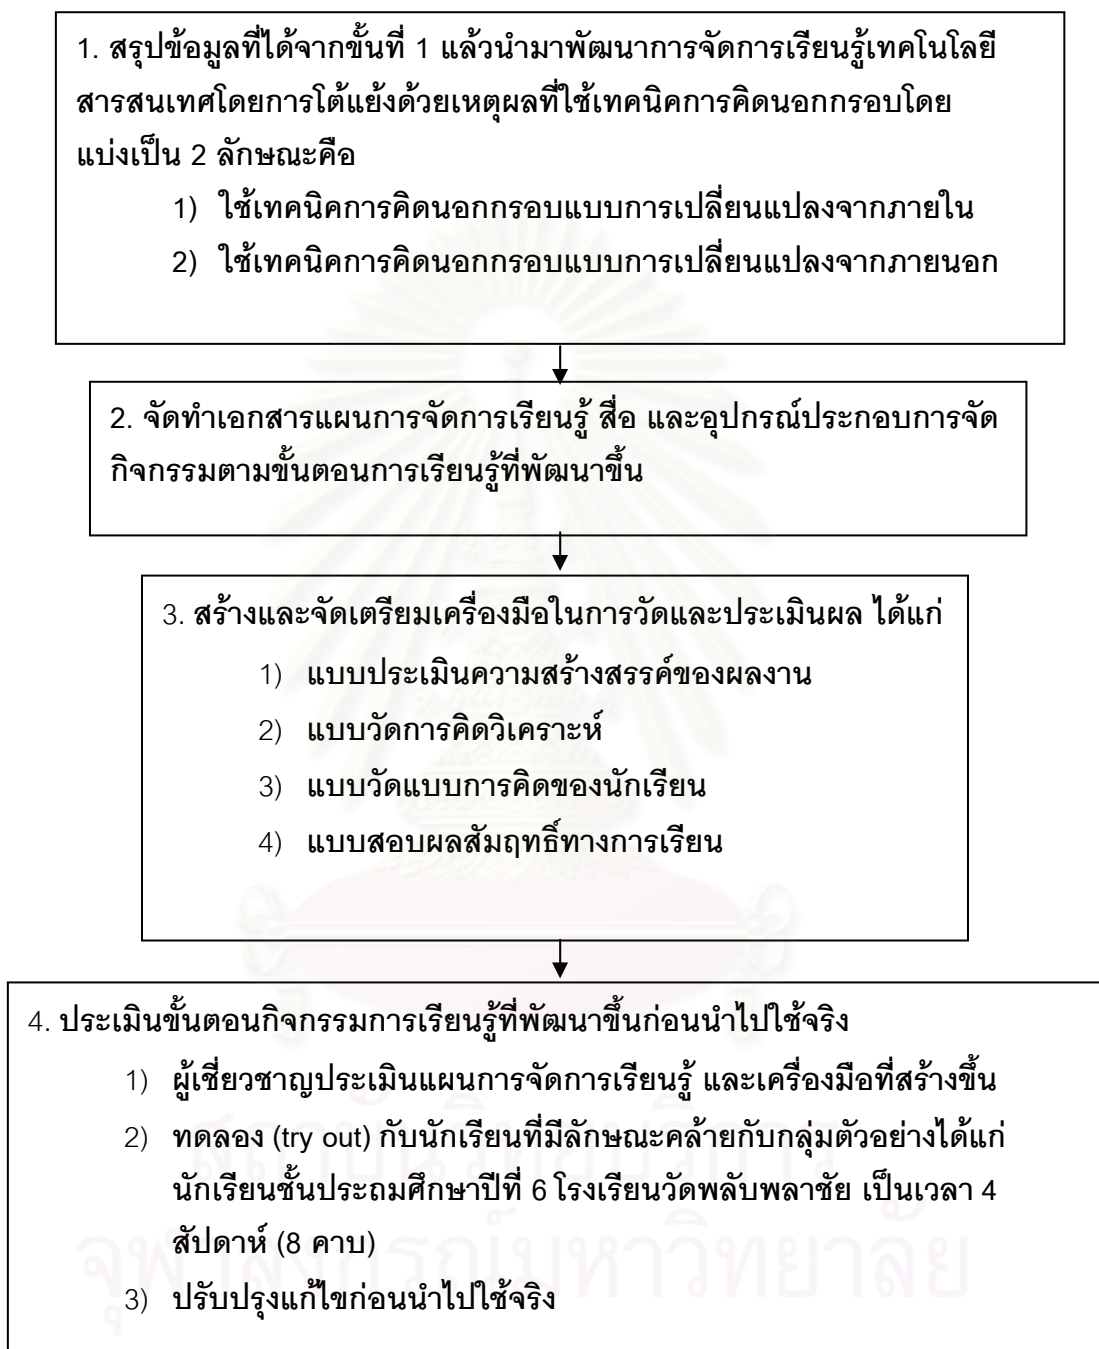 1. สรุปข้อมูลที่ได้จากขั้นที่ 1 แล้วนำมาพัฒนาการจัดการเรียนรู้เทคโนโลยี
สารสนเทศโดยการโต้แย้งด้วยเหตุผลที่ใช้เทคนิคการคิดนอกกรอบโดย
แบ่งเป็น 2 ลักษณะคือ
1) ใช้เทคนิคการคิดนอกกรอบแบบการเปลี่ยนแปลงจากภายใน
2) ใช้เทคนิคการคิดนอกกรอบแบบการเปลี่ยนแปลงจากภายนอก
2. จัดทำเอกสารแผนการจัดการเรียนรู้ สื่อ และอุปกรณ์ประกอบการจัด
กิจกรรมตามขั้นตอนการเรียนรู้ที่พัฒนาขึ้น
3. สร้างและจัดเตรียมเครื่องมือในการวัดและประเมินผล ได้แก่
1) แบบประเมินความสร้างสรรค์ของผลงาน
2) แบบวัดการคิดวิเคราะห์
3) แบบวัดแบบการคิดของนักเรียน
4) แบบสอบผลสัมฤทธิ์ทางการเรียน
4. ประเมินขั้นตอนกิจกรรมการเรียนรู้ที่พัฒนาขึ้นก่อนนำไปใช้จริง
1) ผู้เชี่ยวชาญประเมินแผนการจัดการเรียนรู้ และเครื่องมือที่สร้างขึ้น
2) ทดลอง (try out) กับนักเรียนที่มีลักษณะคล้ายกับกลุ่มตัวอย่างได้แก่
นักเรียนชั้นประถมศึกษาปีที่ 6 โรงเรียนวัดพลับพลาชัย เป็นเวลา 4
สัปดาห์ (8 คาบ)
3) ปรับปรุงแก้ไขก่อนนำไปใช้จริง
สถาบันวิทยบริการ
จุฬาลงกรณ์มหาวิทยาลัย